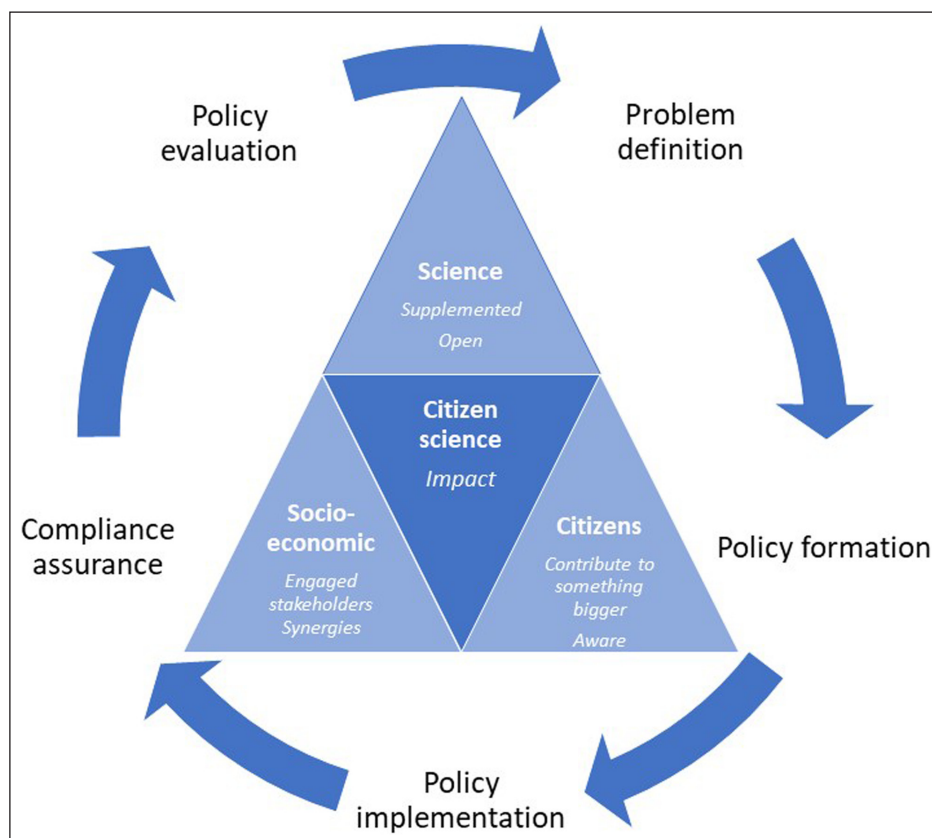 Policy
evaluation
Problem
definition
Science
Supplemented
Open
Citizen
science
Impact
Socio-
economic
Engaged
stakeholders
Synergies
Citizens
Contribute to
something
bigger
Aware
Compliance
assurance
Policy formation
Policy
implementation